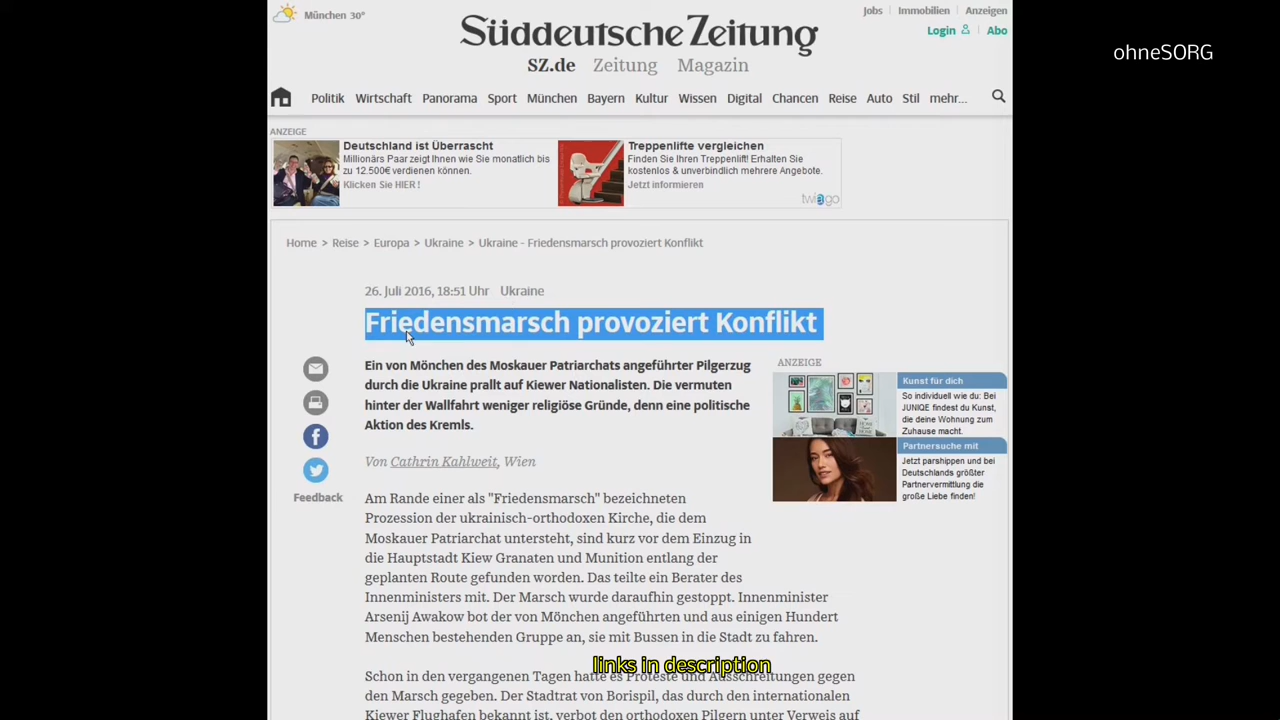 München 30°
Jobs
Immobilien
Anzeigen
Süddeutsche Zeitung
Login
Abo
SZ.de Zeitung Magazin
ohneSORG
Politik Wirtschaft Panorama Sport München Bayern Kultur Wissen Digital Chancen Reise Auto Stil mehr...
ANZEIGE
Deutschland ist Überrascht
Millionärs Paar zeigt Ihnen wie Sie monatlich bis
zu 12.500€ verdienen können.
Klicken Sie HIER !
Treppenlifte vergleichen
Finden Sie Ihren Treppenlift! Erhalten Sie
kostenlos & unverbindlich mehrere Angebote.
Jetzt informieren
twiago
Home > Reise > Europa > Ukraine > Ukraine - Friedensmarsch provoziert Konflikt
26. Juli 2016, 18:51 Uhr Ukraine
Friedensmarsch provoziert Konflikt
Ein von Mönchen des Moskauer Patriarchats angeführter Pilgerzug
durch die Ukraine prallt auf Kiewer Nationalisten. Die vermuten
hinter der Wallfahrt weniger religiöse Gründe, denn eine politische
Aktion des Kremls.
Von Cathrin Kahlweit, Wien
Feedback
ANZEIGE
Kunst für dich
So individuell wie du: Bei
JUNIQE findest du Kunst,
die deine Wohnung zum
Zuhause macht.
Partnersuche mit
Jetzt parshippen und bei
Deutschlands größter
Partnervermittlung die
große Liebe finden!
Am Rande einer als "Friedensmarsch" bezeichneten
Prozession der ukrainisch-orthodoxen Kirche, die dem
Moskauer Patriarchat untersteht, sind kurz vor dem Einzug in
die Hauptstadt Kiew Granaten und Munition entlang der
geplanten Route gefunden worden. Das teilte ein Berater des
Innenministers mit. Der Marsch wurde daraufhin gestoppt. Innenminister
Arsenij Awakow bot der von Mönchen angeführten und aus einigen Hundert
Menschen bestehenden Gruppe an, sie mit Bussen in die Stadt zu fahren.
links in description
Schon in den vergangenen Tagen hatte es Proteste und Ausschreitungen gegen
den Marsch gegeben. Der Stadtrat von Borispil, das durch den internationalen
Kiewer Flughafen bekannt ist, verbot den orthodoxen Pilgern unter Verweis auf